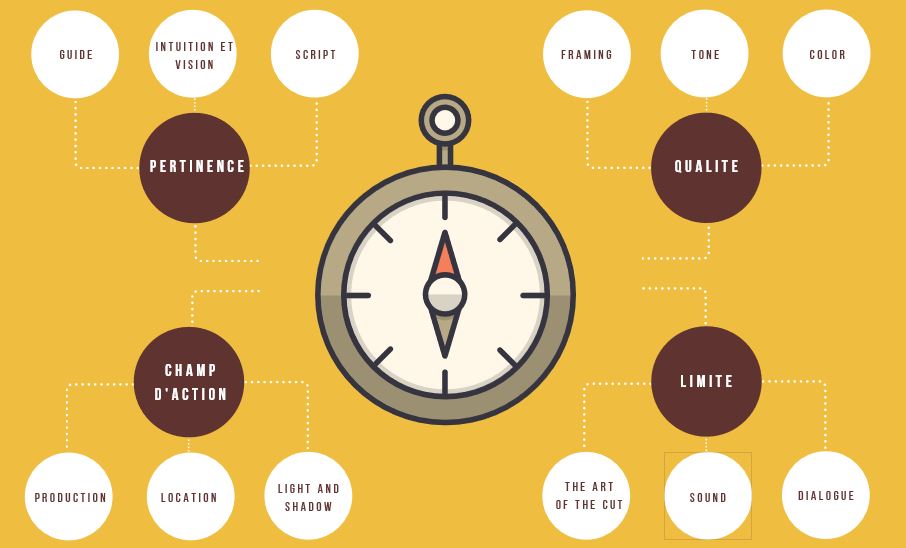 GUIDE
INTUITION ET
VISION
SCRIPT
PERTINENCE
FRAMING
TONE
COLOR
QUALITE
CHAMP
D'ACTION
PRODUCTION
LOCATION
LIGHT AND
SHADOW
LIMITE
THE ART
OF THE CUT
SOUND
DIALOGUE